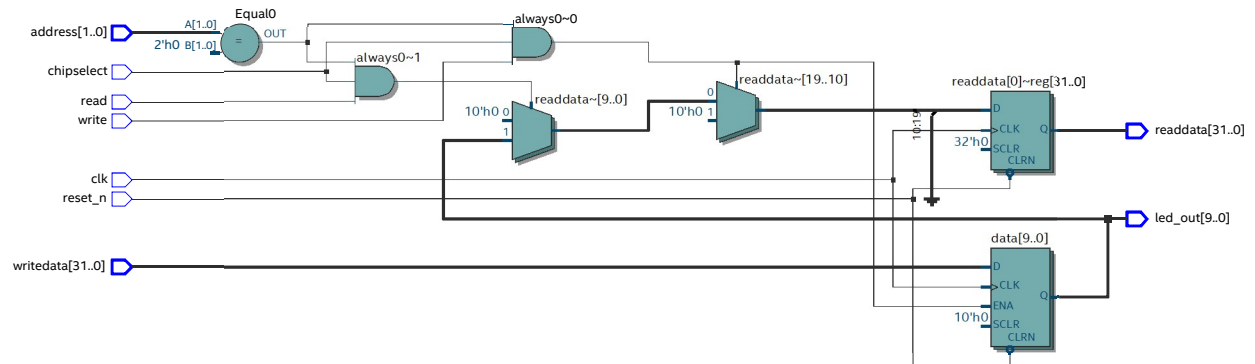 Equal0
always0~0
address[1..0]
A[1..0]
2'h0 B[1..0]
=
OUT
always0~1
chipselect
read
write
readdata~[9..0]
10'h0 0
1
readdata~[19..10]
0
10'h0 1
10:19
readdata[0]~reg[31..0]
D
CLK
32'h0
SCLR
CLRN
Q
readdata[31..0]
clk
reset_n
led_out[9..0]
data[9..0]
writedata[31..0]
D
CLK
ENA
10'h0
SCLR
CLRN
Q